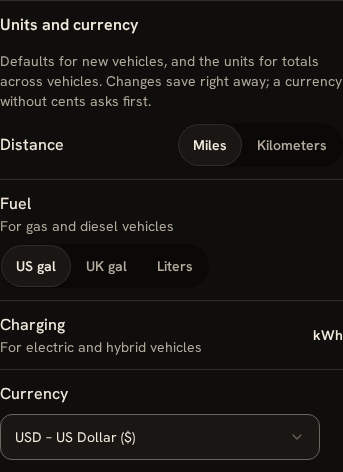 Units and currency
Defaults for new vehicles, and the units for totals
across vehicles. Changes save right away; a currency
without cents asks first.
Distance
Miles
Kilometers
Fuel
For gas and diesel vehicles
US gal
UK gal
Liters
Charging
For electric and hybrid vehicles
kWh
Currency
USD – US Dollar ($)